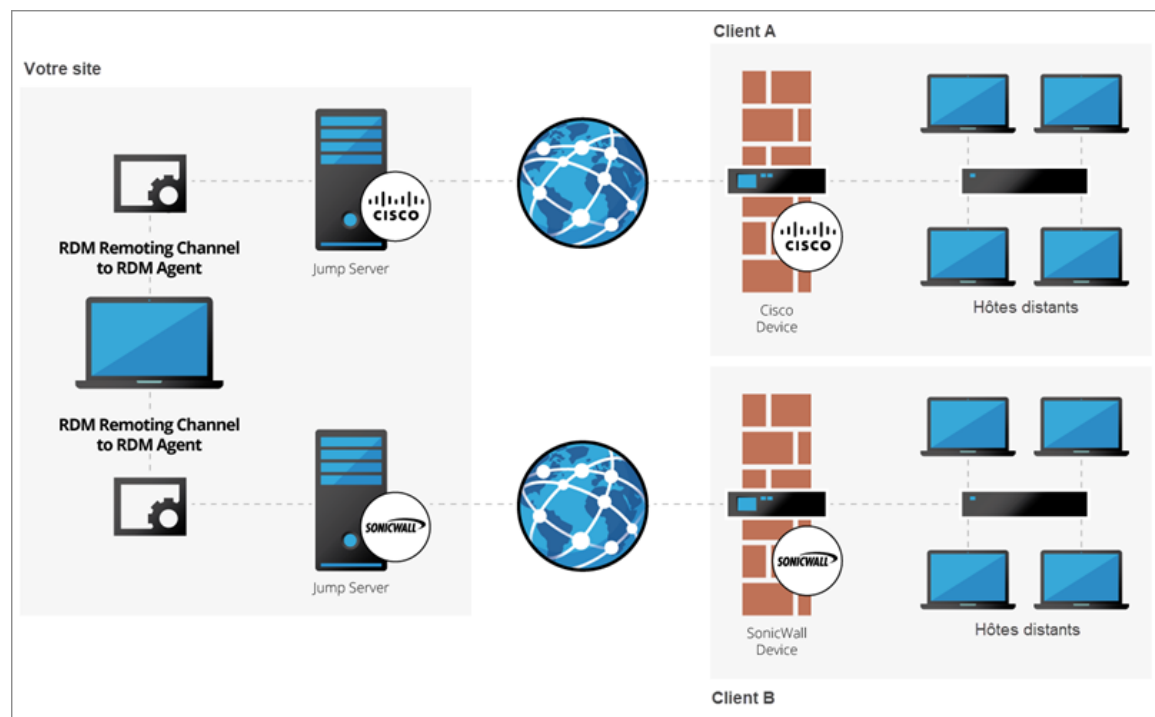 Votre site
RDM Remoting Channel
to RDM Agent
CISCO
Jump Server
RDM Remoting Channel
to RDM Agent
SONICWALL
Jump Server
Client A
CISCO
Cisco
Device
Hôtes distants
SONICWALL
SonicWall
Device
Hôtes distants
Client B